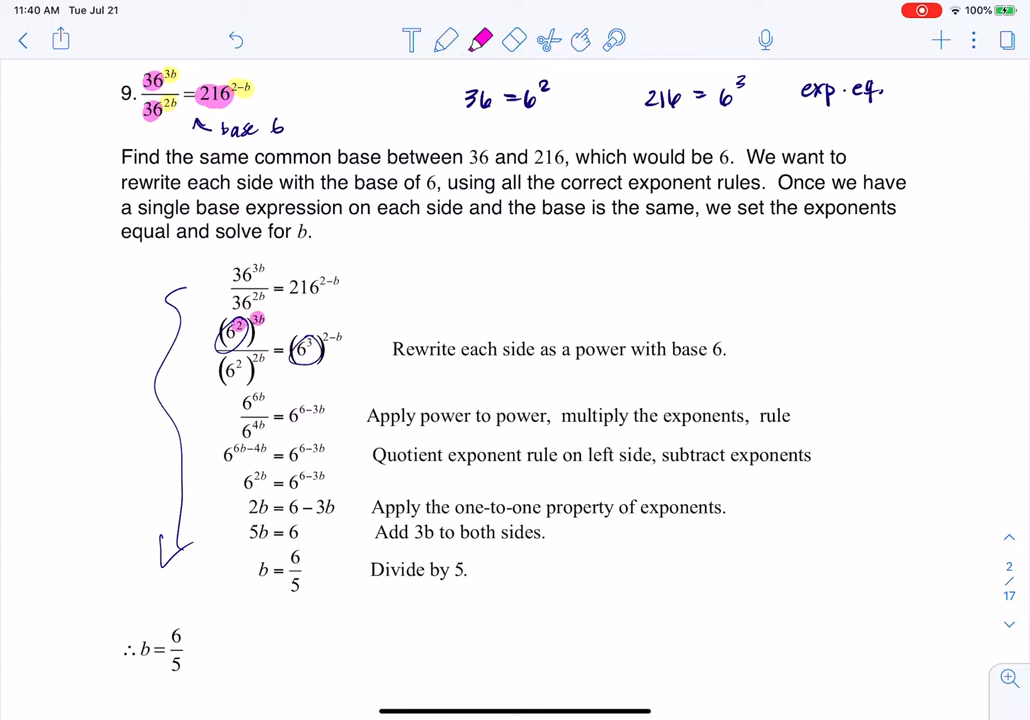 11:40 AM Tue Jul 21
100%
9. 36^{3b}/36^{2b} = 216^{2-b}
36 = 6^2
216 = 6^3
exp. eq.
base 6
Find the same common base between 36 and 216, which would be 6. We want to
rewrite each side with the base of 6, using all the correct exponent rules. Once we have
a single base expression on each side and the base is the same, we set the exponents
equal and solve for b.
36^{3b}/36^{2b} = 216^{2-b}
(6^2)^{3b}/(6^2)^{2b} = (6^3)^{2-b} Rewrite each side as a power with base 6.
6^{6b}/6^{4b} = 6^{6-3b} Apply power to power, multiply the exponents, rule
6^{6b-4b} = 6^{6-3b} Quotient exponent rule on left side, subtract exponents
6^{2b} = 6^{6-3b}
2b = 6 – 3b Apply the one-to-one property of exponents.
5b = 6 Add 3b to both sides.
b = 6/5 Divide by 5.
∴ b = 6/5
2
/
17